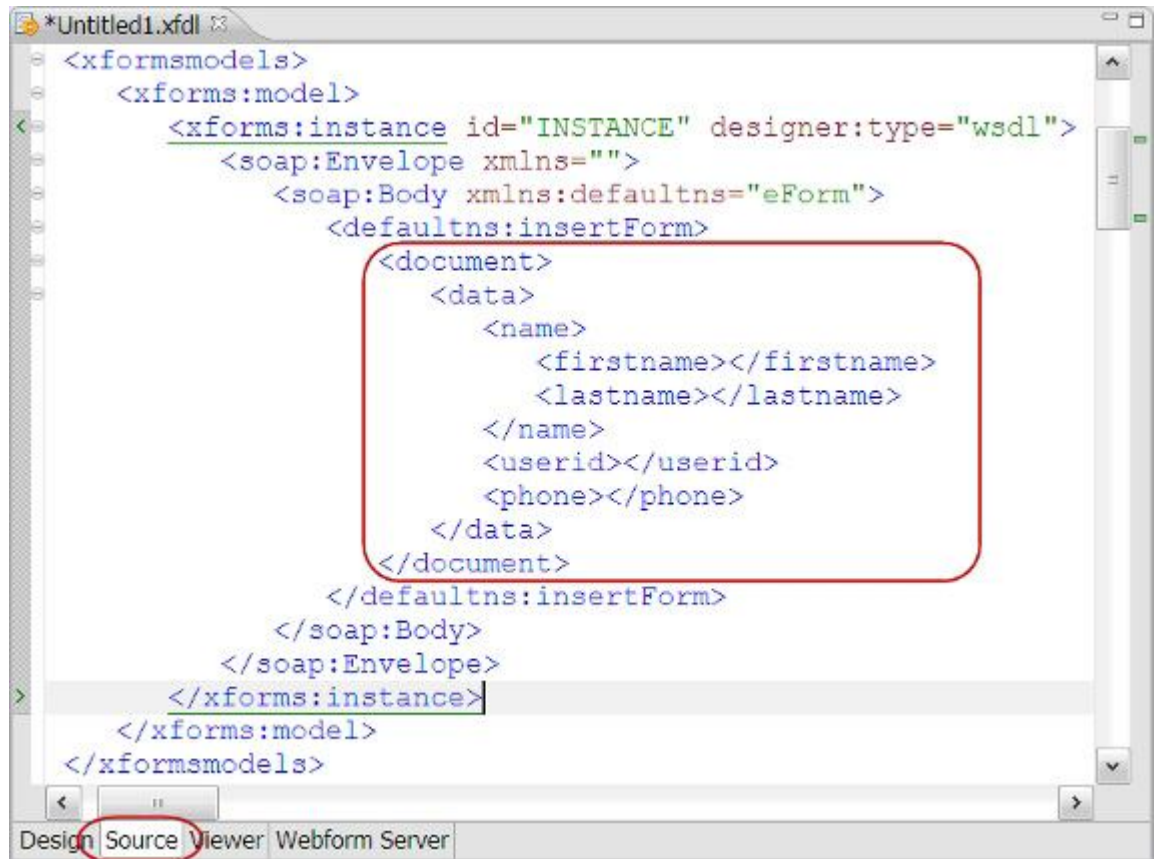 *Untitled1.xfdl
<xformsmodels>
<xforms:model>
<xforms:instance id="INSTANCE" designer:type="wsdl">
<soap:Envelope xmlns="">
<soap:Body xmlns:defaultns="eForm">
<defaultns:insertForm>
<document>
<data>
<name>
<firstname></firstname>
<lastname></lastname>
</name>
<userid></userid>
<phone></phone>
</data>
</document>
</defaultns:insertForm>
</soap:Body>
</soap:Envelope>
</xforms:instance>
</xforms:model>
</xformsmodels>
Design Source Viewer Webform Server